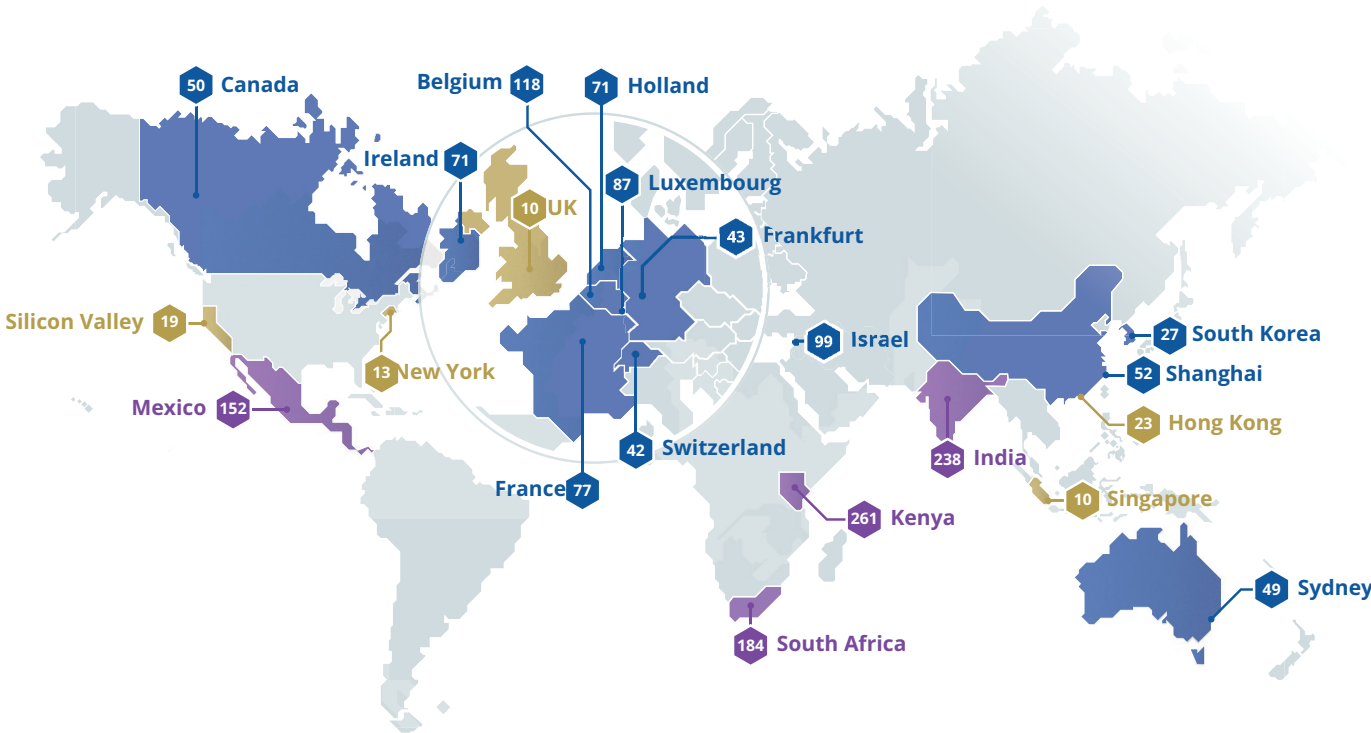 50 Canada
Belgium 118
71 Holland
Ireland 71
87 Luxembourg
10 UK
43 Frankfurt
Silicon Valley 19
27 South Korea
99 Israel
13 New York
52 Shanghai
Mexico 152
23 Hong Kong
42 Switzerland
238 India
France 77
10 Singapore
261 Kenya
49 Sydney
184 South Africa